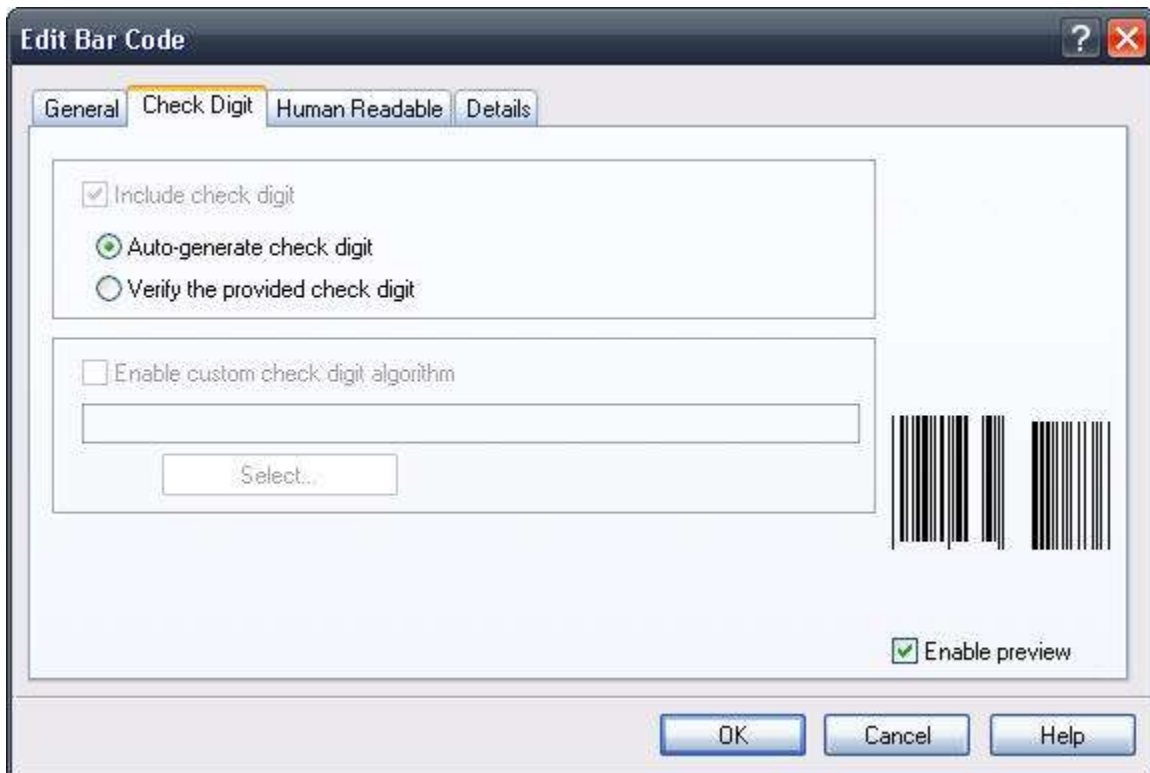 Edit Bar Code
General Check Digit Human Readable Details
Include check digit
Auto-generate check digit
Verify the provided check digit
Enable custom check digit algorithm
Select...
Enable preview
OK Cancel Help